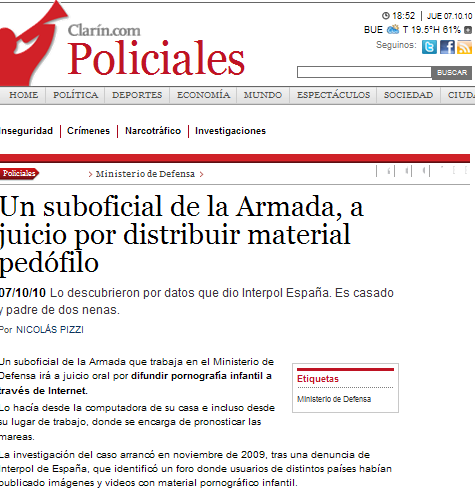 Clarín.com
Policiales
18:52 | JUE 07.10.10
BUE T 19.5°H 61%
Seguinos:
BUSCAR
HOME POLÍTICA DEPORTES ECONOMÍA MUNDO ESPECTÁCULOS SOCIEDAD CIUDA
Inseguridad | Crímenes | Narcotráfico | Investigaciones
Policiales > Ministerio de Defensa >
Un suboficial de la Armada, a
juicio por distribuir material
pedófilo
07/10/10 Lo descubrieron por datos que dio Interpol España. Es casado
y padre de dos nenas.
Por NICOLÁS PIZZI
Un suboficial de la Armada que trabaja en el Ministerio de
Defensa irá a juicio oral por difundir pornografía infantil a
través de Internet.
Lo hacía desde la computadora de su casa e incluso desde
su lugar de trabajo, donde se encarga de pronosticar las
mareas.
Etiquetas
Ministerio de Defensa
La investigación del caso arrancó en noviembre de 2009, tras una denuncia de
Interpol de España, que identificó un foro donde usuarios de distintos países habían
publicado imágenes y videos con material pornográfico infantil.